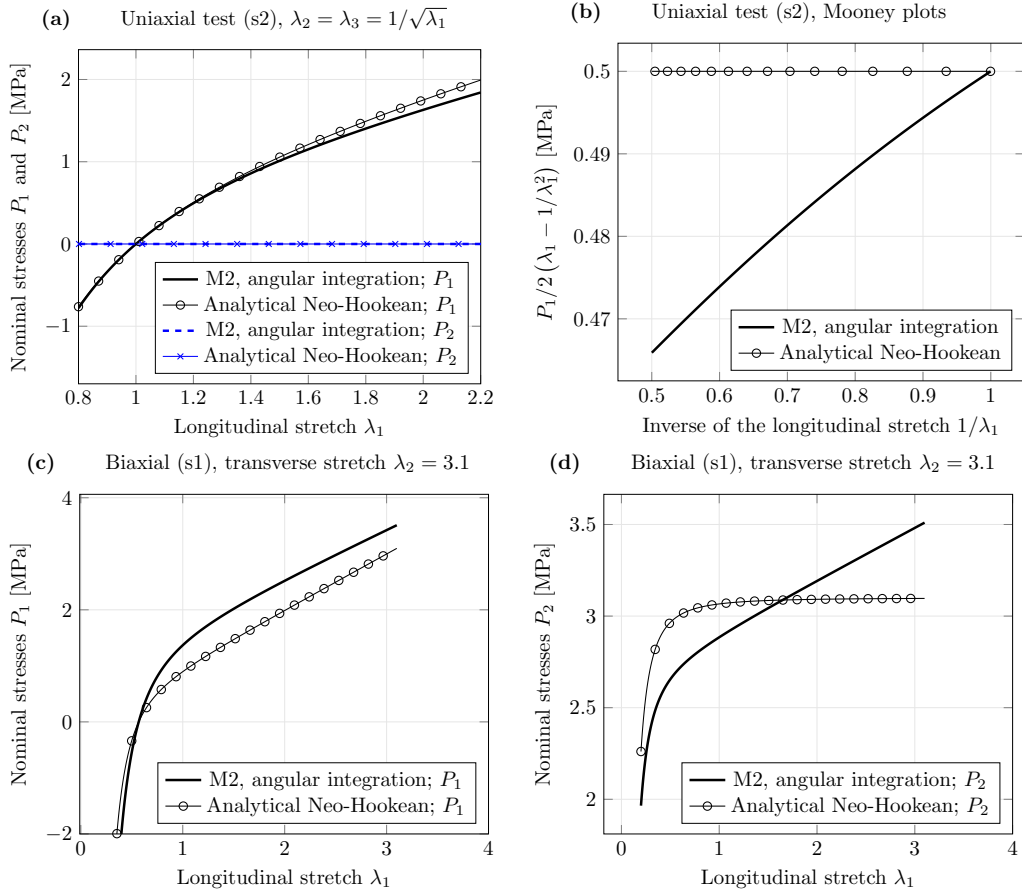 (a) Uniaxial test (s2), λ₂ = λ₃ = 1/√λ₁
Nominal stresses P₁ and P₂ [MPa]
2
1
0
−1
M2, angular integration; P₁
Analytical Neo-Hookean; P₁
M2, angular integration; P₂
Analytical Neo-Hookean; P₂
0.8 1 1.2 1.4 1.6 1.8 2 2.2
Longitudinal stretch λ₁
(b) Uniaxial test (s2), Mooney plots
P₁/2 (λ₁ − 1/λ₁²) [MPa]
0.5
0.49
0.48
0.47
M2, angular integration
Analytical Neo-Hookean
0.5 0.6 0.7 0.8 0.9 1
Inverse of the longitudinal stretch 1/λ₁
(c) Biaxial (s1), transverse stretch λ₂ = 3.1
Nominal stresses P₁ [MPa]
4
2
0
−2
M2, angular integration; P₁
Analytical Neo-Hookean; P₁
0 1 2 3 4
Longitudinal stretch λ₁
(d) Biaxial (s1), transverse stretch λ₂ = 3.1
Nominal stresses P₂ [MPa]
3.5
3
2.5
2
M2, angular integration; P₂
Analytical Neo-Hookean; P₂
0 1 2 3 4
Longitudinal stretch λ₁